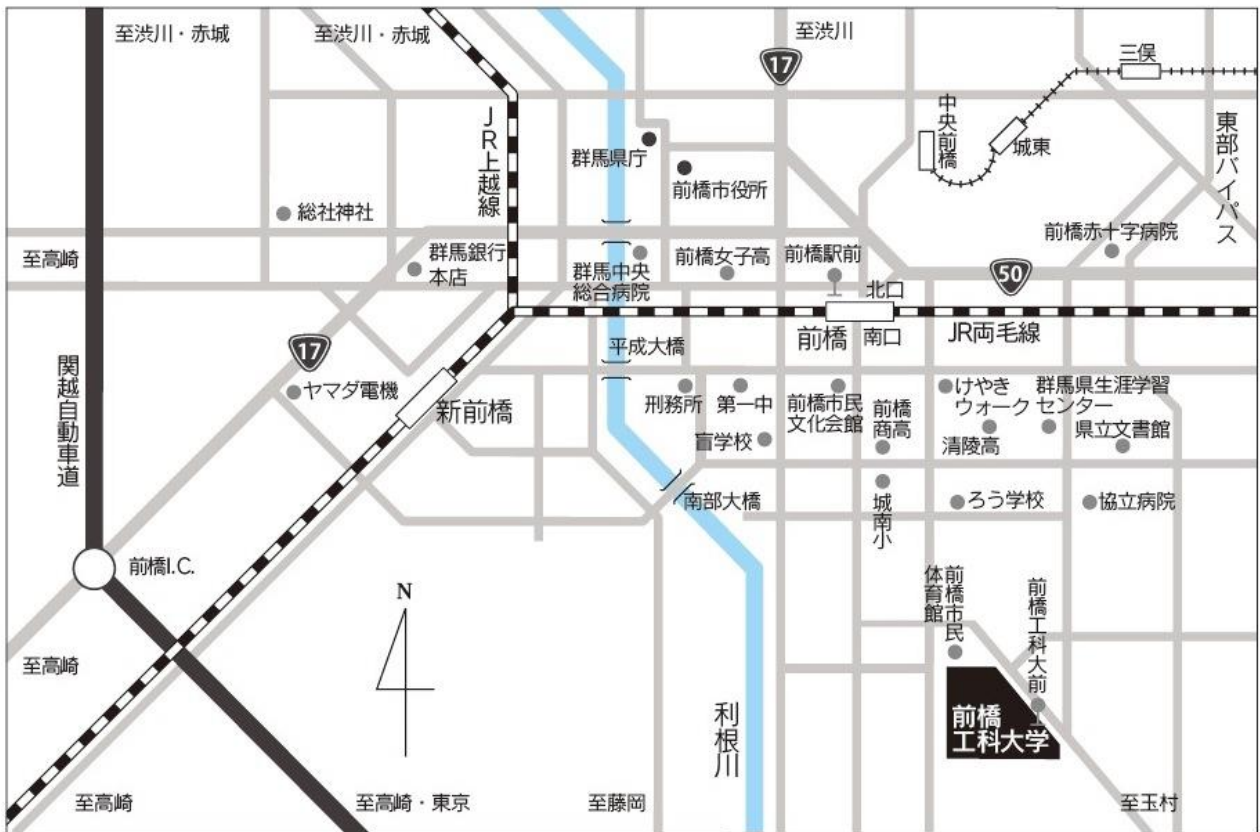 至渋川・赤城
至渋川・赤城
至渋川
17
三俣
中央前橋
城東
東部バイパス
JR上越線
群馬県庁
前橋市役所
総社神社
至高崎
群馬銀行
本店
群馬中央
総合病院
前橋女子高
前橋駅前
前橋赤十字病院
50
北口
前橋
南口
JR両毛線
17
平成大橋
関越自動車道
ヤマダ電機
新前橋
刑務所
第一中
前橋市民
文化会館
前橋
商高
けやき
ウォーク
群馬県生涯学習
センター
盲学校
清陵高
県立文書館
南部大橋
城南小
ろう学校
協立病院
前橋I.C.
N
前橋市民
体育館
前橋工科大前
至高崎
利根川
前橋
工科大学
至高崎
至高崎・東京
至藤岡
至玉村